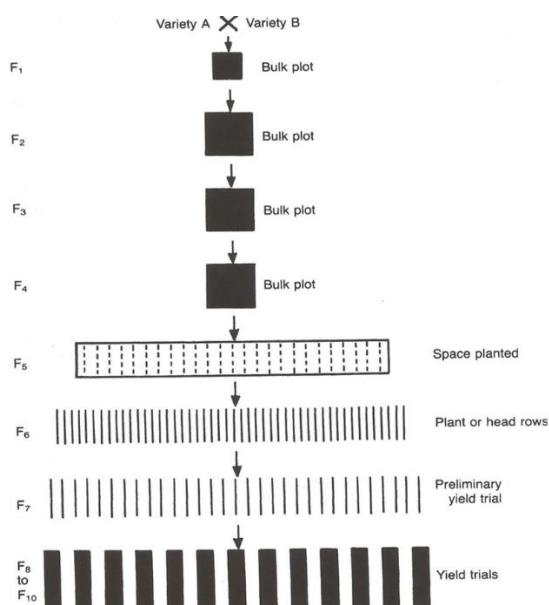 Variety A X Variety B
F₁ Bulk plot
F₂ Bulk plot
F₃ Bulk plot
F₄ Bulk plot
F₅ Space planted
F₆ Plant or head rows
F₇ Preliminary
yield trial
F₈
to
F₁₀
Yield trials